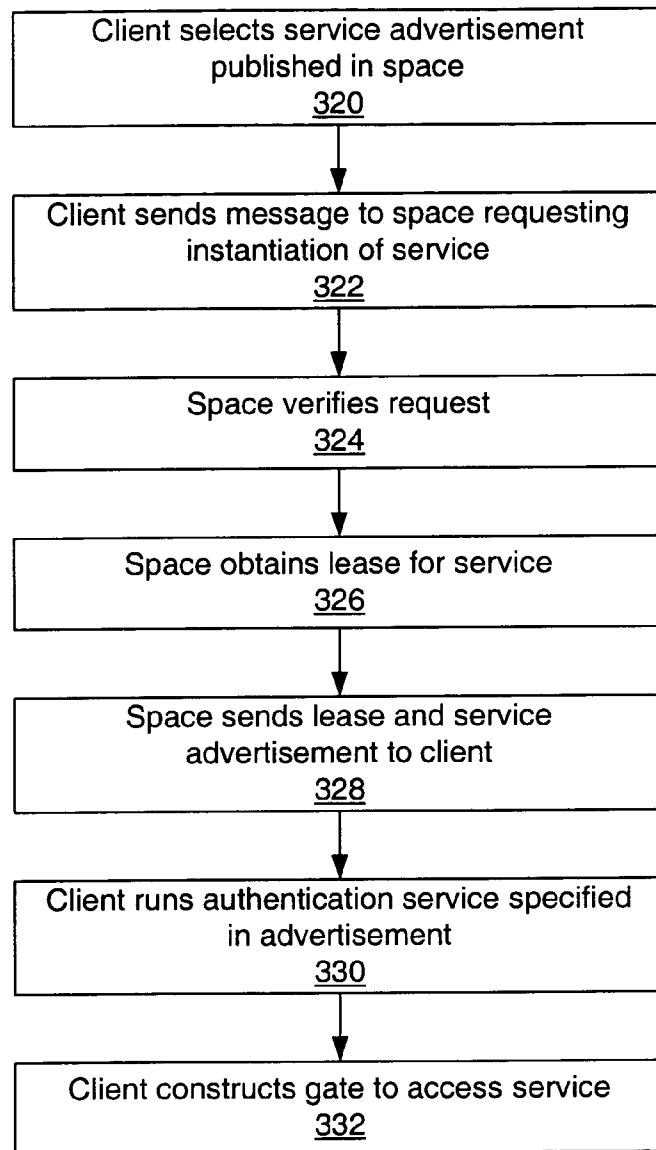 Client selects service advertisement
published in space
320
Client sends message to space requesting
instantiation of service
322
Space verifies request
324
Space obtains lease for service
326
Space sends lease and service
advertisement to client
328
Client runs authentication service specified
in advertisement
330
Client constructs gate to access service
332